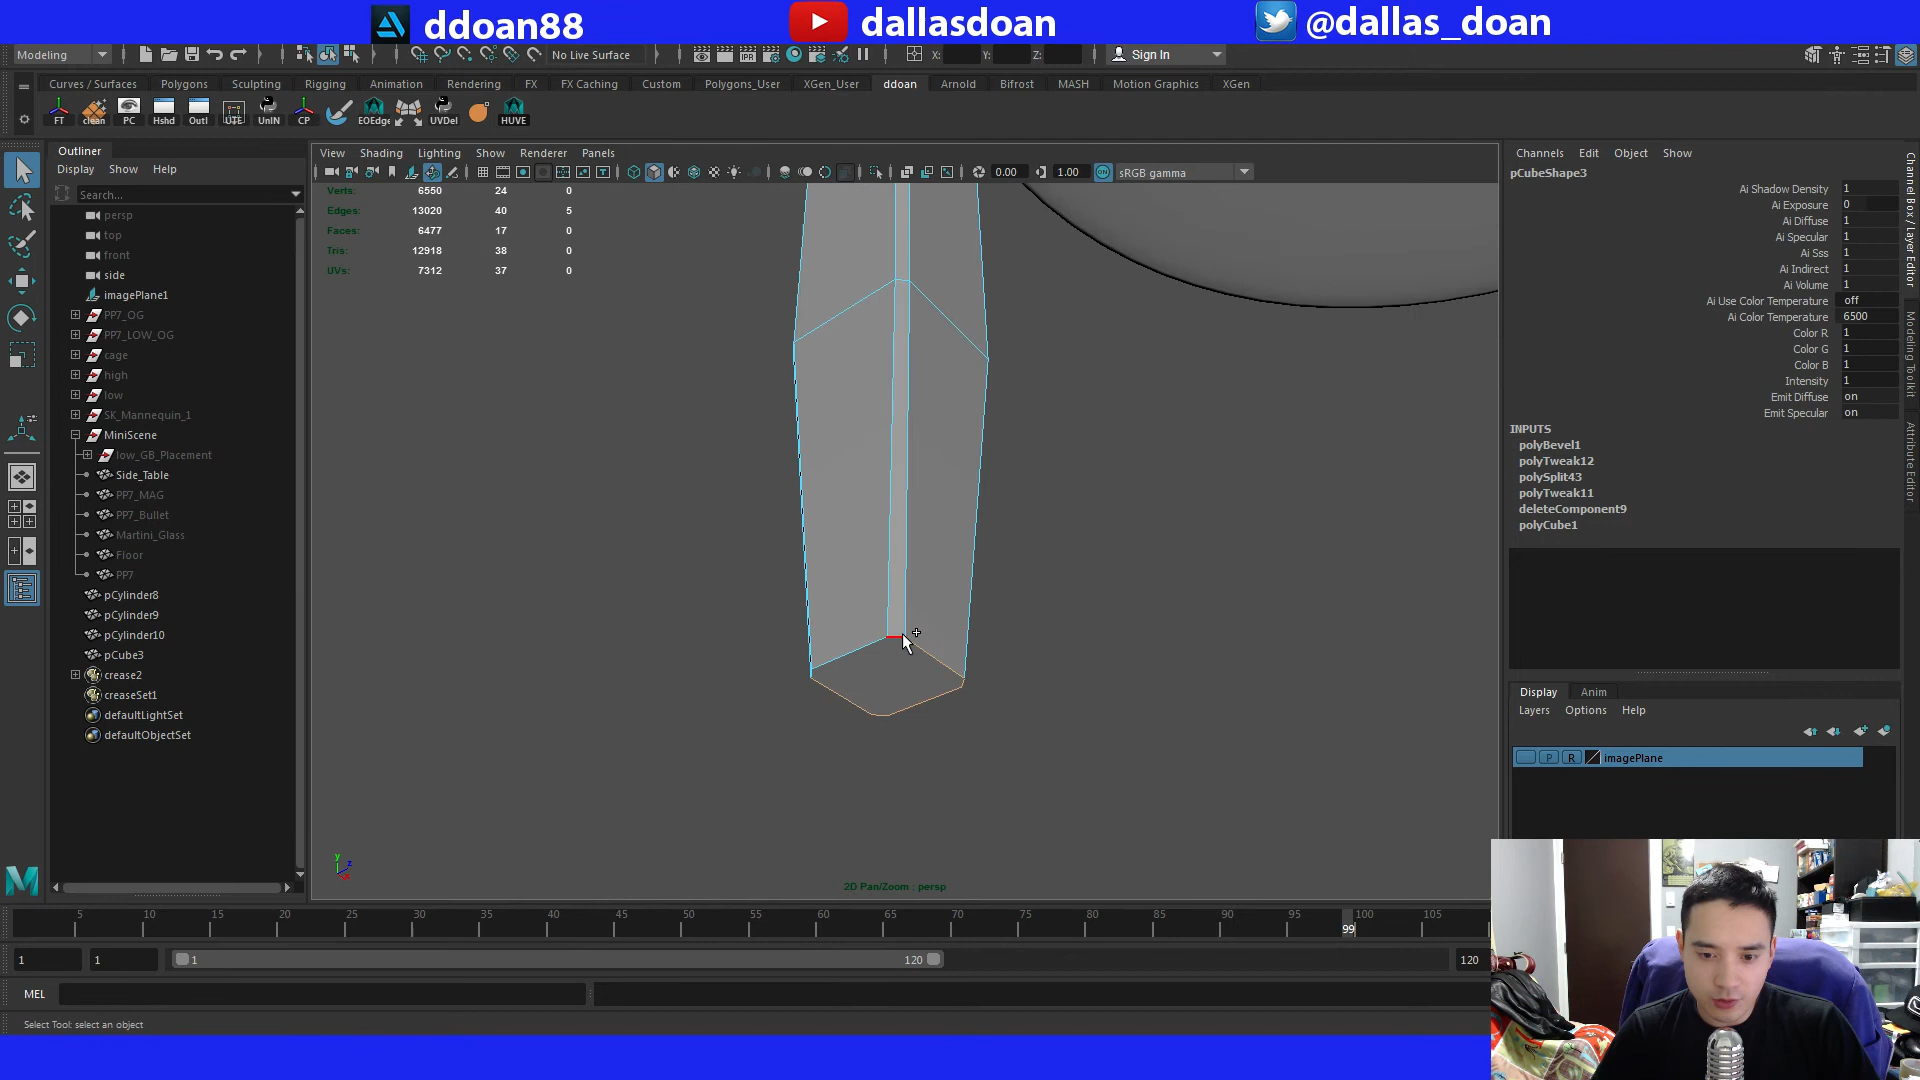 ddoan88 dallasdoan @dallas_doan
Modeling No Live Surface X: Y: Z: Sign In
Curves / Surfaces Polygons Sculpting Rigging Animation Rendering FX FX Caching Custom Polygons_User XGen_User ddoan Arnold Bifrost MASH Motion Graphics XGen
FT clean PC Hshd Outl UTE UnIN CP EOEdge UVDel HUVE
Outliner
Display Show Help
Search...
persp
top
front
side
imagePlane1
PP7_OG
PP7_LOW_OG
cage
high
low
SK_Mannequin_1
MiniScene
low_GB_Placement
Side_Table
PP7_MAG
PP7_Bullet
Martini_Glass
Floor
PP7
pCylinder8
pCylinder9
pCylinder10
pCube3
crease2
creaseSet1
defaultLightSet
defaultObjectSet
View Shading Lighting Show Renderer Panels
0.00 1.00 ON sRGB gamma
Verts: 6550 24 0
Edges: 13020 40 5
Faces: 6477 17 0
Tris: 12918 38 0
UVs: 7312 37 0
y
z
2D Pan/Zoom : persp
Channels Edit Object Show
pCubeShape3
Ai Shadow Density 1
Ai Exposure 0
Ai Diffuse 1
Ai Specular 1
Ai Sss 1
Ai Indirect 1
Ai Volume 1
Ai Use Color Temperature off
Ai Color Temperature 6500
Color R 1
Color G 1
Color B 1
Intensity 1
Emit Diffuse on
Emit Specular on
INPUTS
polyBevel1
polyTweak12
polySplit43
polyTweak11
deleteComponent9
polyCube1
Channel Box / Layer Editor
Modeling Toolkit
Attribute Editor
Display Anim
Layers Options Help
P R imagePlane
5 10 15 20 25 30 35 40 45 50 55 60 65 70 75 80 85 90 95 100 105
99
1 1 1 120 120
MEL
Select Tool: select an object